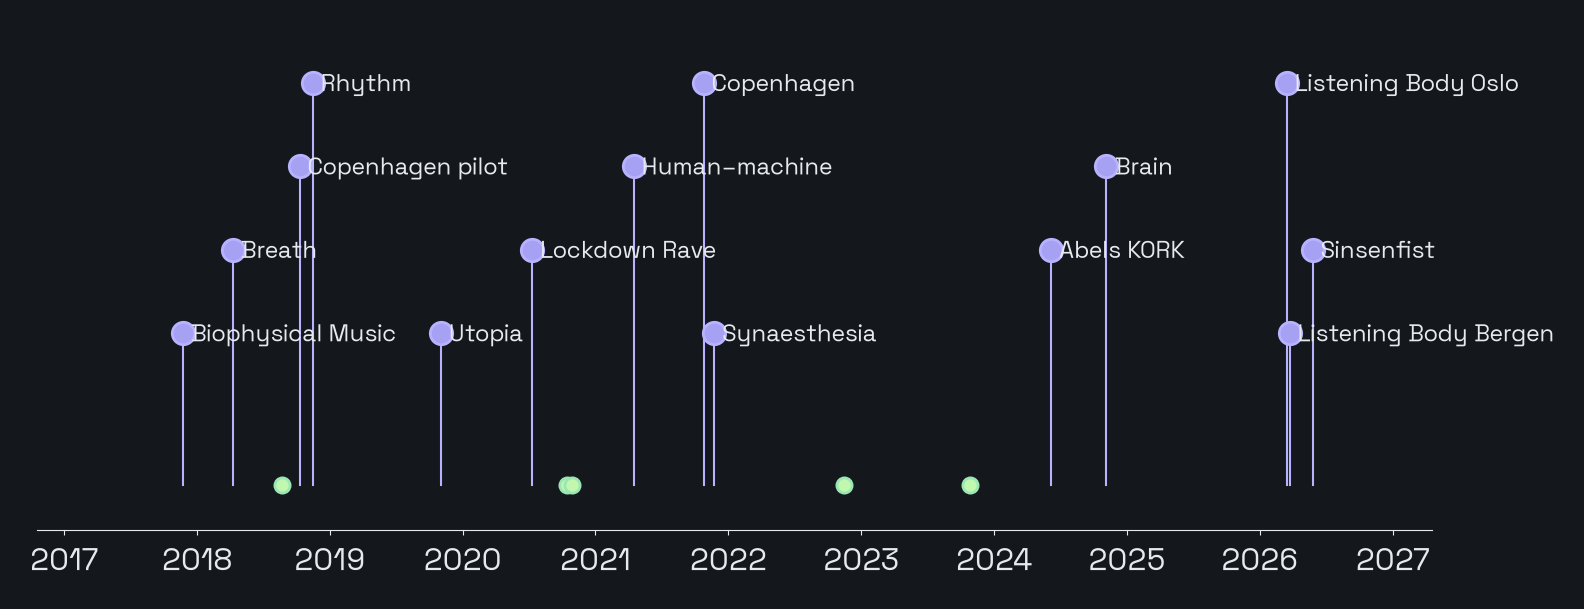 Rhythm
Copenhagen
Listening Body Oslo
Copenhagen pilot
Human-machine
Brain
Breath
Lockdown Rave
Abels KORK
Sinsenfist
Biophysical Music
Utopia
Synaesthesia
Listening Body Bergen
2017
2018
2019
2020
2021
2022
2023
2024
2025
2026
2027